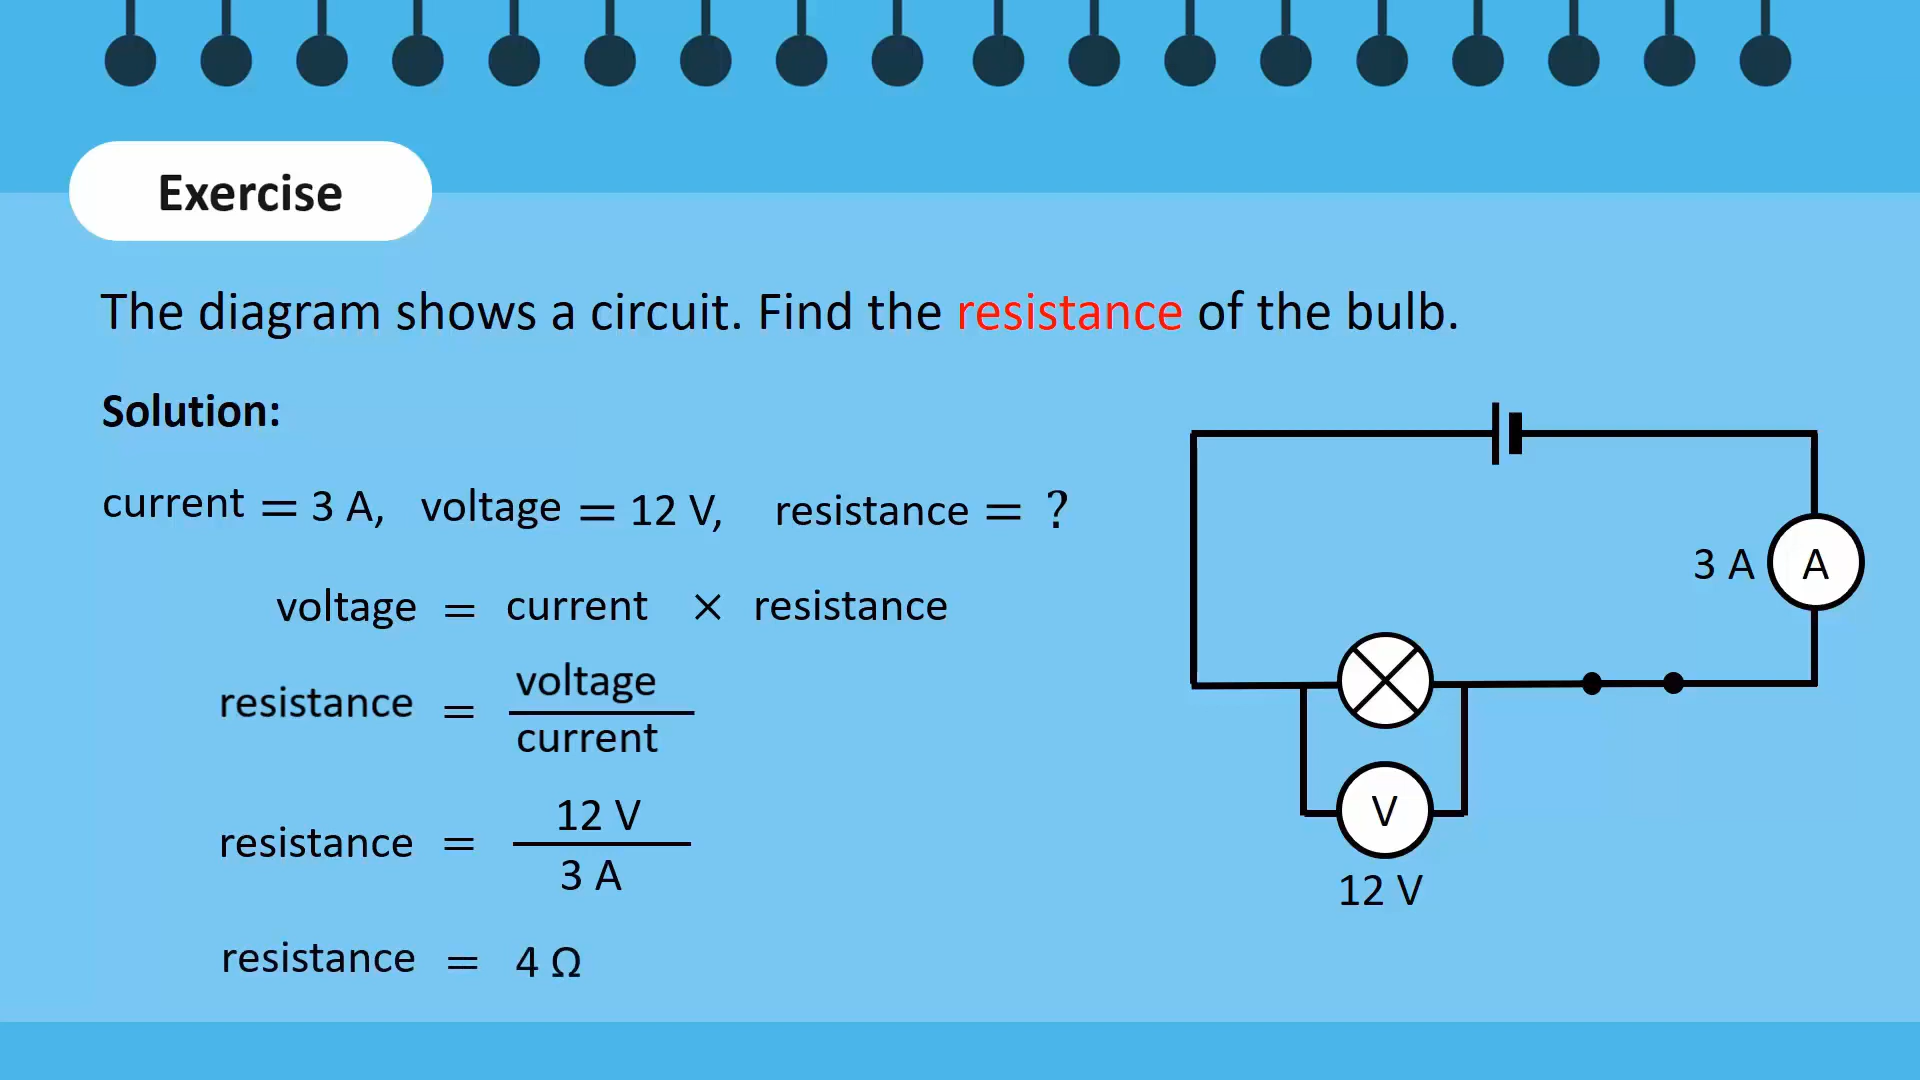 Exercise
The diagram shows a circuit. Find the resistance of the bulb.
Solution:
current = 3 A, voltage = 12 V, resistance = ?
voltage = current × resistance
resistance = voltage
current
resistance = 12 V
3 A
resistance = 4 Ω
3 A A
V
12 V